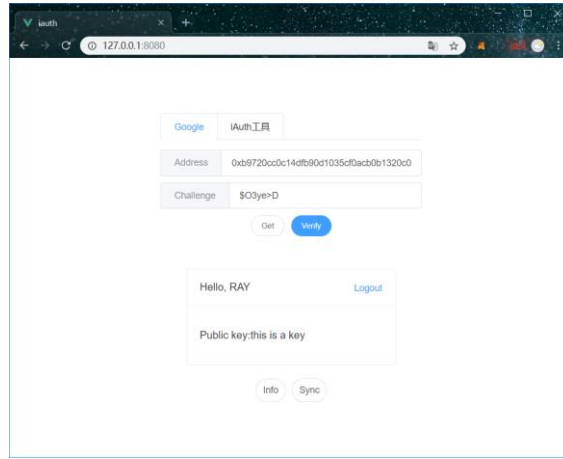 iauth
127.0.0.1:8080
Google IAuth工具
Address 0xb9720cc0c14dfb90d1035cf0acb0b1320c0
Challenge $O3ye>D
Get Verify
Hello, RAY Logout
Public key:this is a key
Info Sync